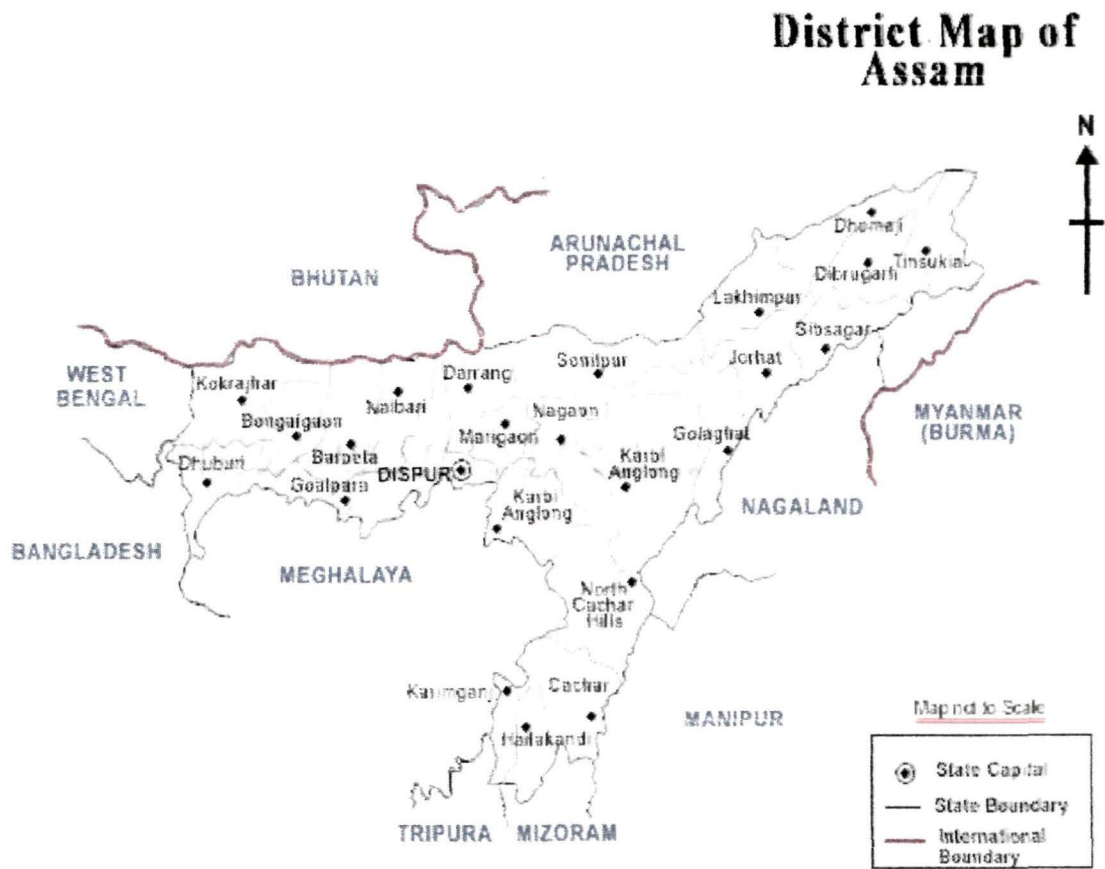 District Map of
Assam
N
ARUNACHAL
PRADESH
BHUTAN
Dhemaji
Dibrugarh
Tinsukia
Lakhimpur
Sibsagar
WEST
BENGAL
Kokrajhar
Darrang
Sonitpur
Jorhat
Nalbari
Bongaigaon
Nagaon
Marigaon
MYANMAR
(BURMA)
Golaghat
Barpeta
Dhuburi
DISPUR
Karbi
Anglong
Goalpara
Karbi
Anglong
NAGALAND
BANGLADESH
MEGHALAYA
North
Cachar
Hills
Karimganj
Cachar
MANIPUR
Hailakandi
Map not to Scale
State Capital
State Boundary
International
Boundary
TRIPURA
MIZORAM